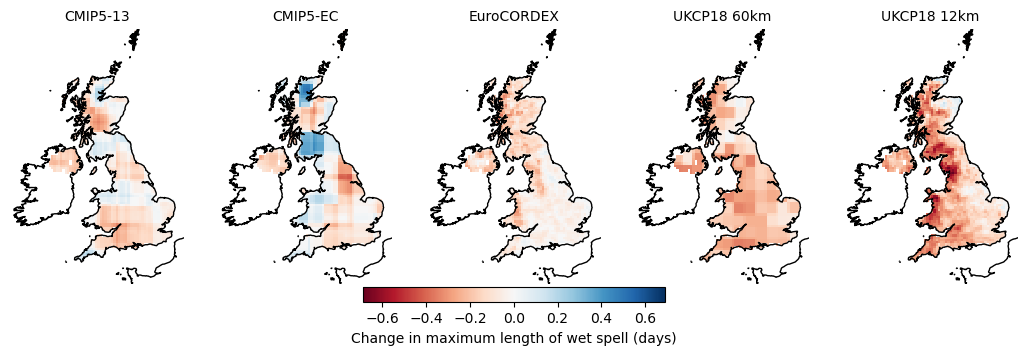 CMIP5-13 CMIP5-EC EuroCORDEX UKCP18 60km UKCP18 12km
−0.6 −0.4 −0.2 0.0 0.2 0.4 0.6
Change in maximum length of wet spell (days)